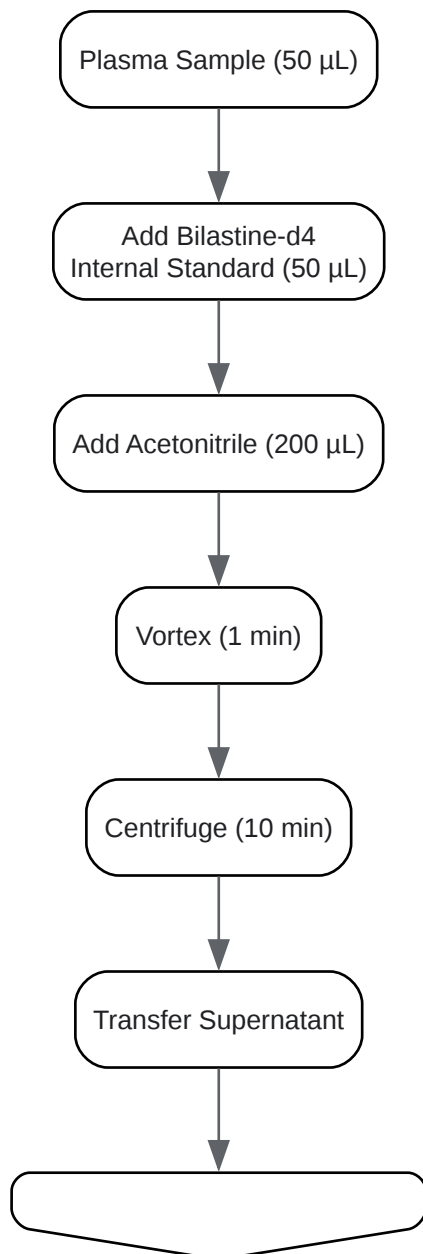 Plasma Sample (50 µL)
Add Bilastine-d4
Internal Standard (50 µL)
Add Acetonitrile (200 µL)
Vortex (1 min)
Centrifuge (10 min)
Transfer Supernatant